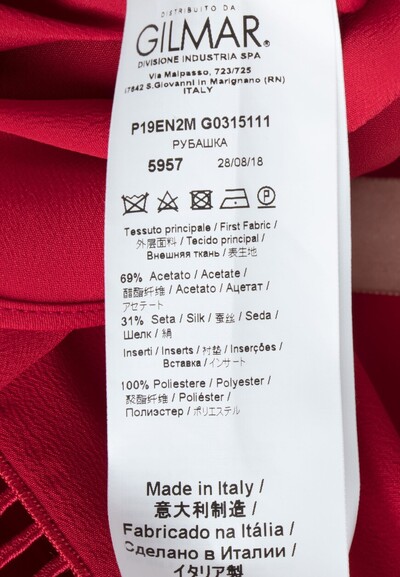 DISTRIBUITO DA
GILMAR®
DIVISIONE INDUSTRIA SPA
Via Malpasso, 723/725
47842 S.Giovanni in Marignano (RN)
ITALY
P19EN2M G0315111
РУБАШКА
5957 28/08/18
Tessuto principale / First Fabric /
外层面料 / Tecido principal /
Внешняя ткань / 表生地
69% Acetato / Acetate /
醋酯纤维 / Acetato / Ацетат /
アセテート
31% Seta / Silk / 蚕丝 / Seda /
Шелк / 絹
Inserti / Inserts / 衬垫 / Inserções /
Вставка / インサート
100% Poliestere / Polyester /
聚酯纤维 / Poliéster /
Полиэстер / ポリエステル
Made in Italy /
意大利制造 /
Fabricado na Itália /
Сделано в Италии /
イタリア製